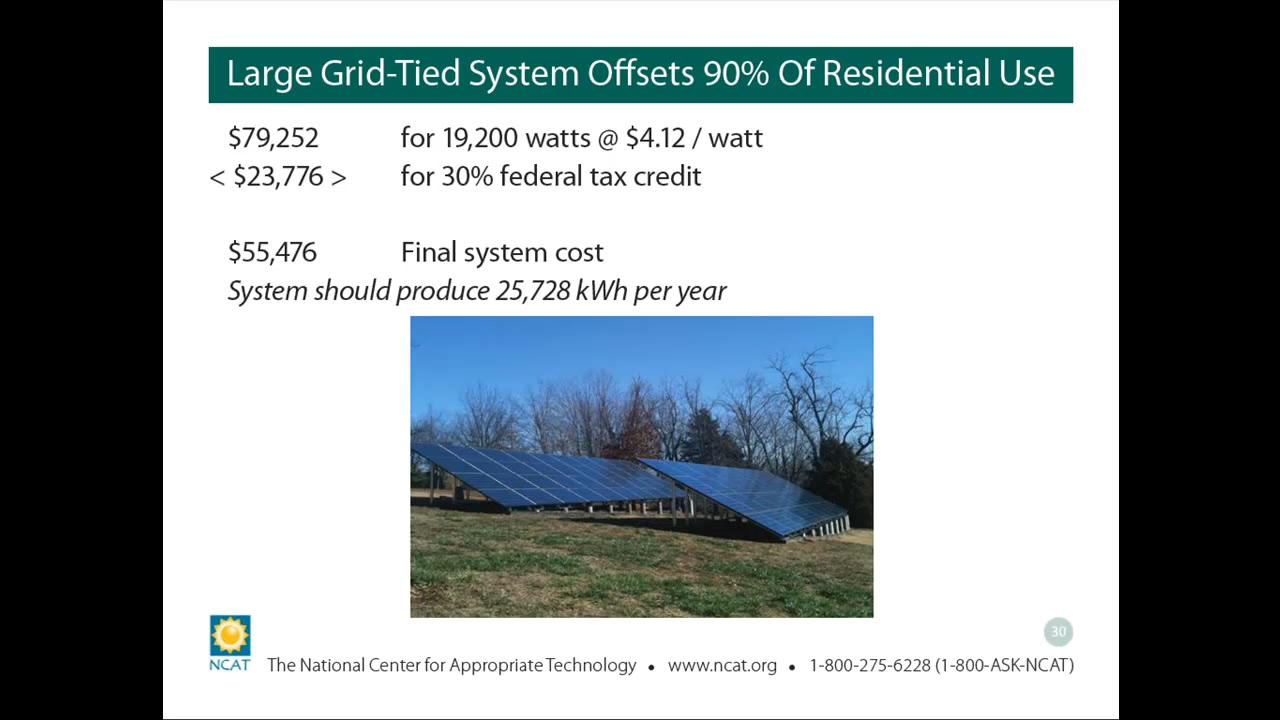 Large Grid-Tied System Offsets 90% Of Residential Use
$79,252 for 19,200 watts @ $4.12 / watt
< $23,776 > for 30% federal tax credit
$55,476 Final system cost
System should produce 25,728 kWh per year
30
NCAT
The National Center for Appropriate Technology • www.ncat.org • 1-800-275-6228 (1-800-ASK-NCAT)